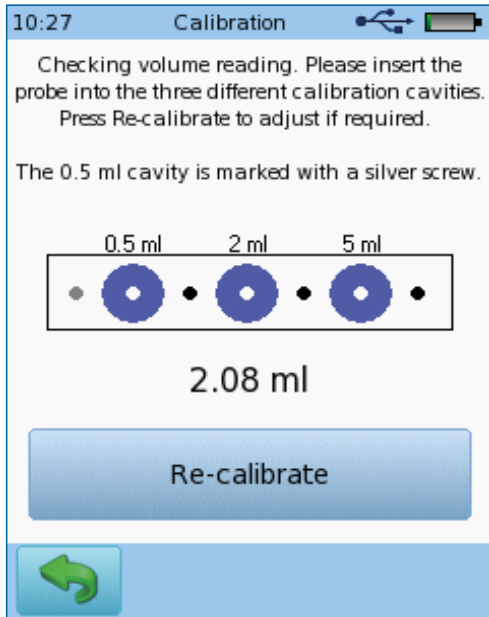 10:27 Calibration
Checking volume reading. Please insert the
probe into the three different calibration cavities.
Press Re-calibrate to adjust if required.
The 0.5 ml cavity is marked with a silver screw.
0.5 ml 2 ml 5 ml
2.08 ml
Re-calibrate